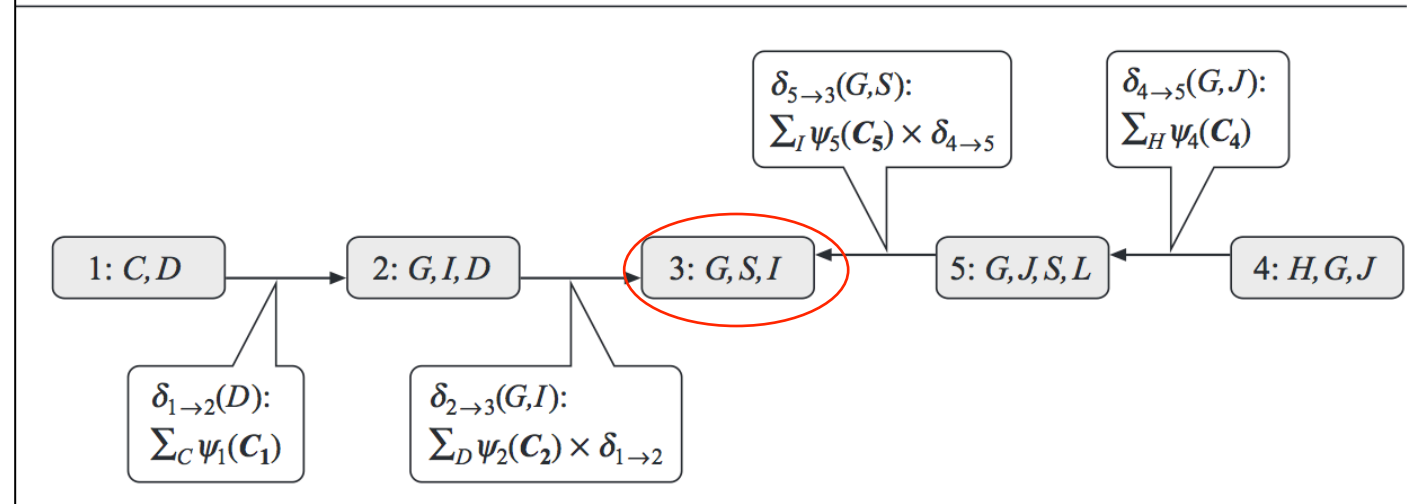 δ5→3(G,S):
∑I ψ5(C5) × δ4→5
δ4→5(G,J):
∑H ψ4(C4)
1: C,D
2: G,I,D
3: G,S,I
5: G,J,S,L
4: H,G,J
δ1→2(D):
∑C ψ1(C1)
δ2→3(G,I):
∑D ψ2(C2) × δ1→2